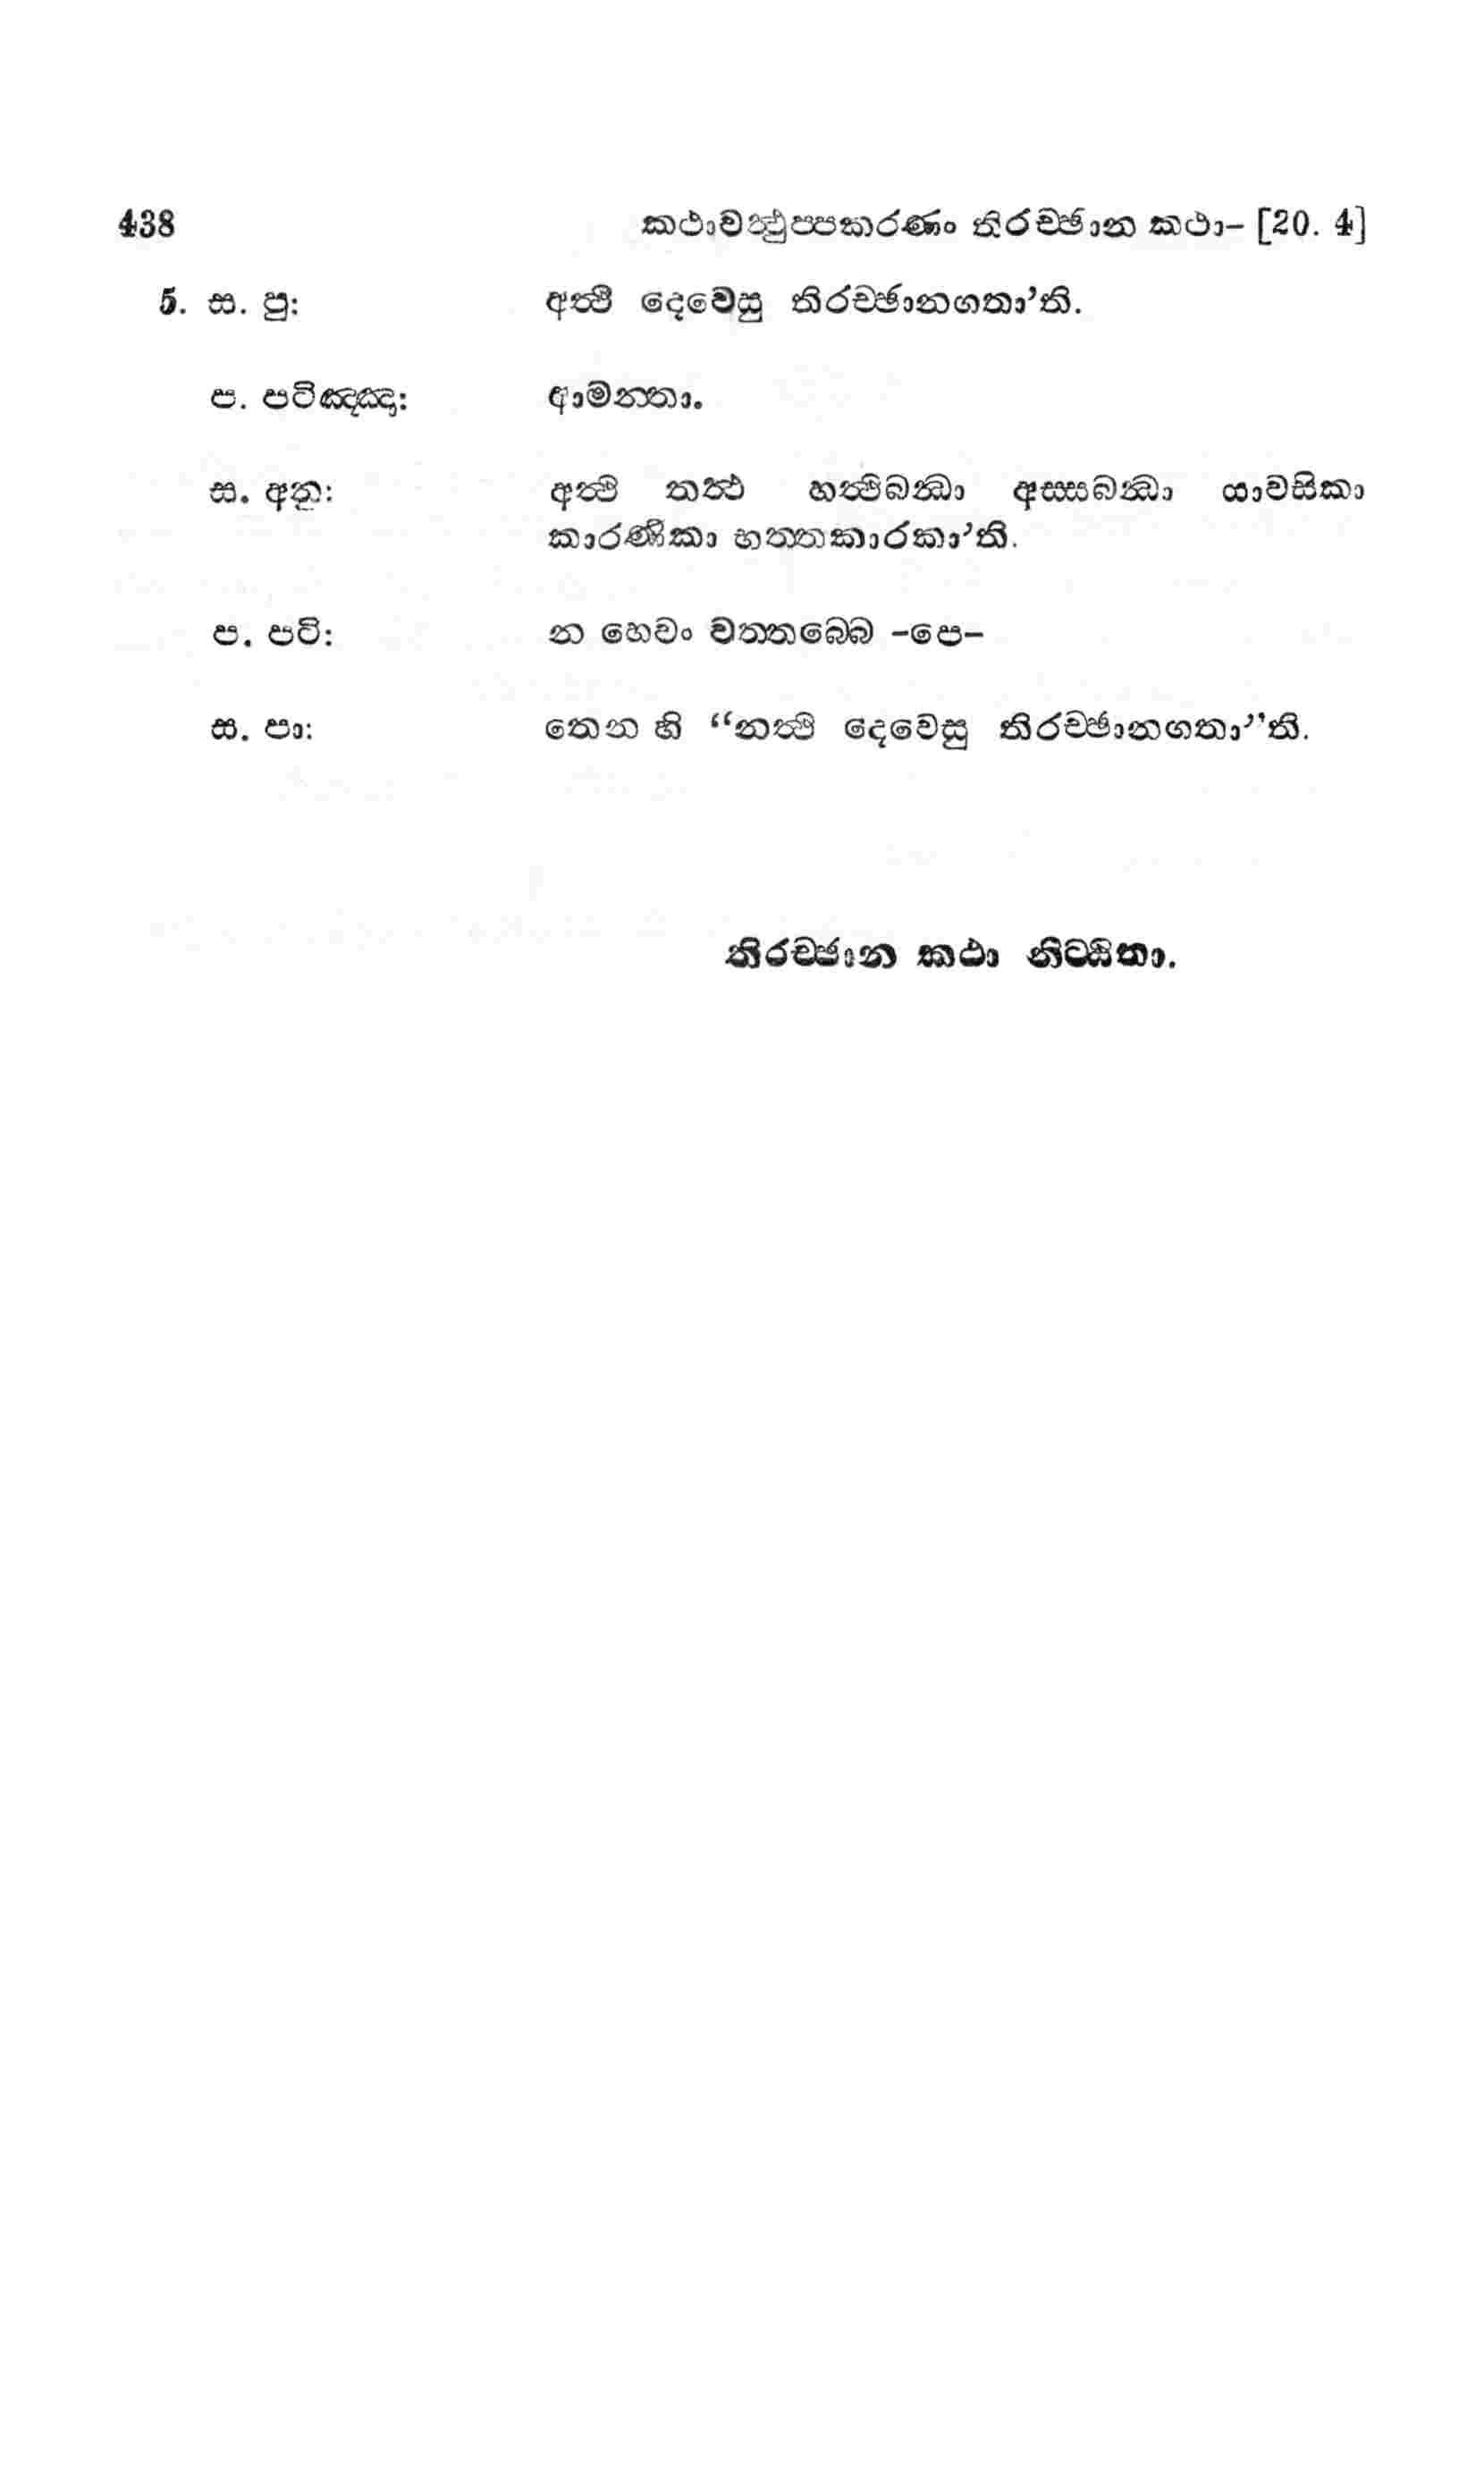 438 කථාවත්‍ථුප‍්පකරණං තිරච‍්ඡාන කථා– [20. 4]
5. ස. පු: අත්‍ථි දෙවෙසු තිරච‍්ඡානගතා’ති.
ප. පටිඤ‍්ඤා: ආමන‍්තා.
ස. අනු: අත්‍ථි තත්‍ථ හත්‍ථිබන්‍ධා අස‍්සබන්‍ධා යාවසිකා
කාරණිකා භත‍්තකාරකා’ති.
ප. පටි: න හෙවං වත‍්තබ‍්බෙ –පෙ–
ස. පා: තෙන හි “නත්‍ථි දෙවෙසු තිරච‍්ඡානගතා”ති.
තිරච‍්ඡාන කථා නිට‍්ඨිතා.